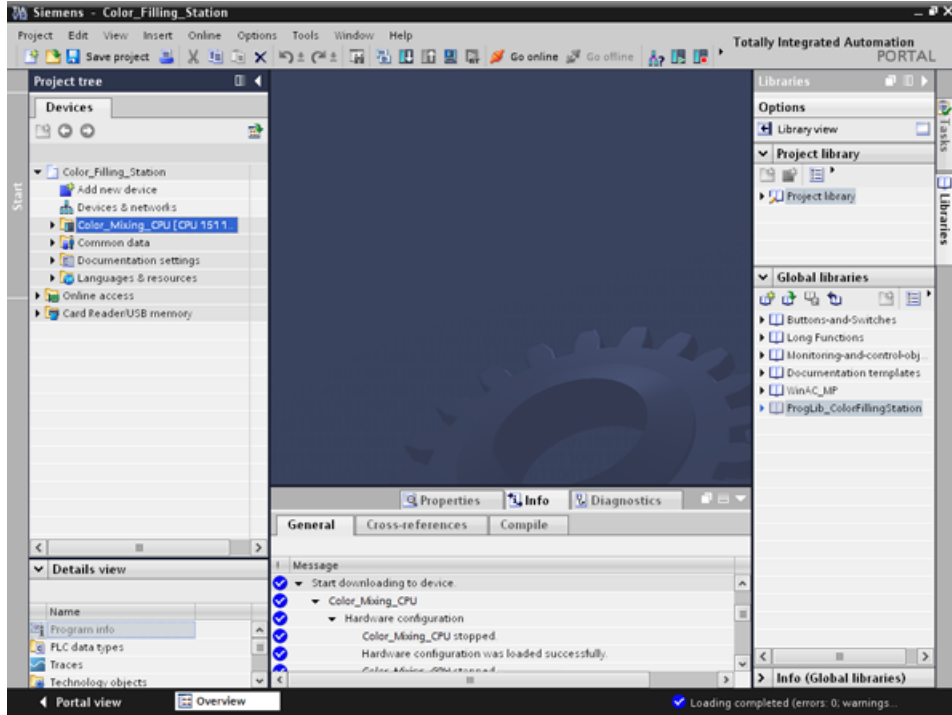 Siemens - Color_Filling_Station
Project Edit View Insert Online Options Tools Window Help
Totally Integrated Automation
PORTAL
Save project
Go online
Go offline
Project tree
Devices
Start
Color_Filling_Station
Add new device
Devices & networks
Color_Mixing_CPU [CPU 1511...
Common data
Documentation settings
Languages & resources
Online access
Card Reader/USB memory
Details view
Name
Program info
PLC data types
Traces
Technology objects
Properties
Info
Diagnostics
General
Cross-references
Compile
! Message
Start downloading to device.
Color_Mixing_CPU
Hardware configuration
Color_Mixing_CPU stopped.
Hardware configuration was loaded successfully.
Color_Mixing_CPU stopped.
Libraries
Options
Library view
Project library
Project library
Global libraries
Buttons-and-Switches
Long Functions
Monitoring-and-control-obj...
Documentation templates
WinAC_MP
ProgLib_ColorFillingStation
Info (Global libraries)
Tasks
Libraries
Portal view
Overview
Loading completed (errors: 0; warnings...